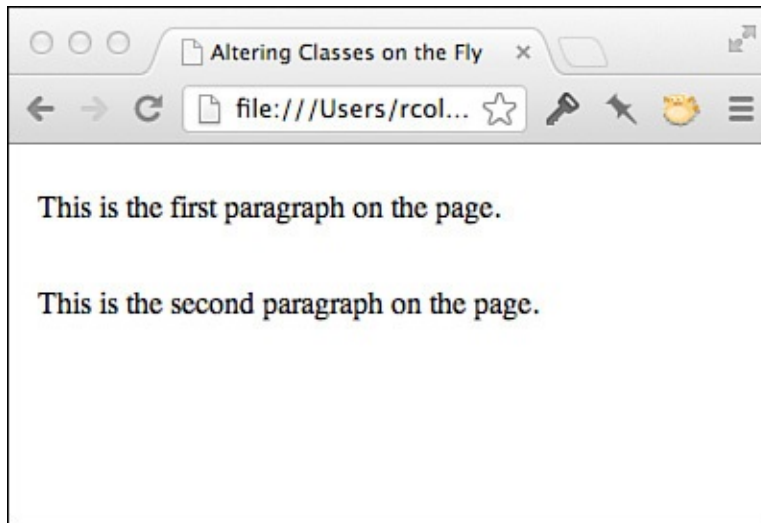 Altering Classes on the Fly
file:///Users/rcol...
This is the first paragraph on the page.
This is the second paragraph on the page.